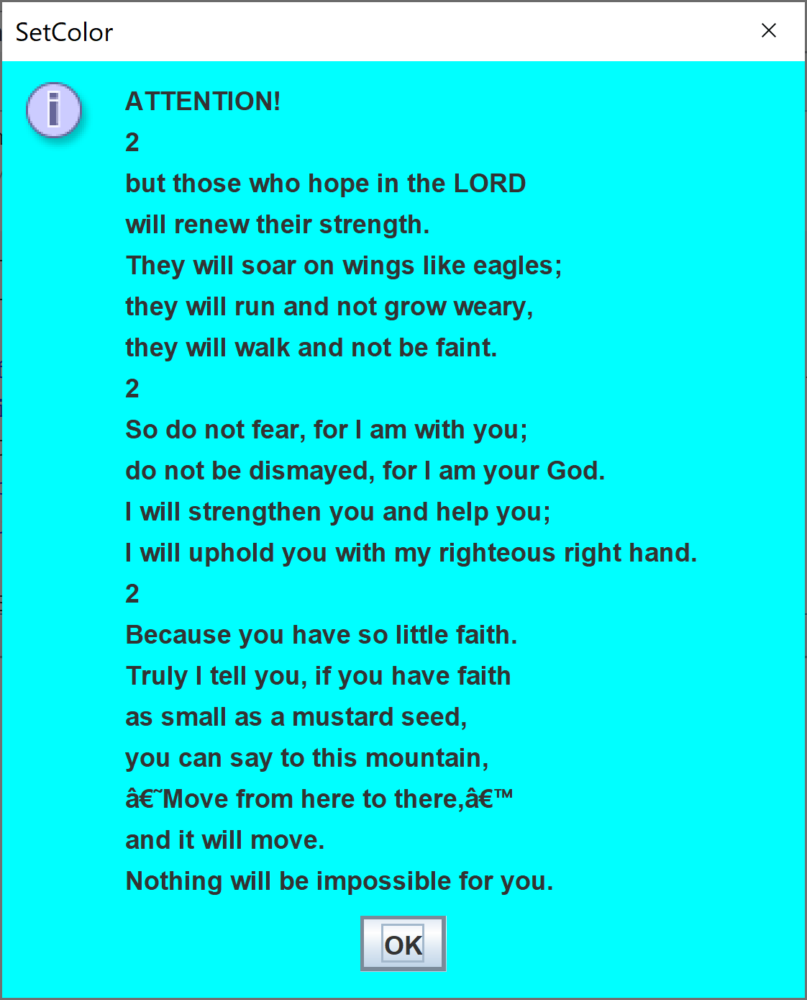 SetColor
ATTENTION!
2
but those who hope in the LORD
will renew their strength.
They will soar on wings like eagles;
they will run and not grow weary,
they will walk and not be faint.
2
So do not fear, for I am with you;
do not be dismayed, for I am your God.
I will strengthen you and help you;
I will uphold you with my righteous right hand.
2
Because you have so little faith.
Truly I tell you, if you have faith
as small as a mustard seed,
you can say to this mountain,
â€˜Move from here to there,â€™
and it will move.
Nothing will be impossible for you.
OK